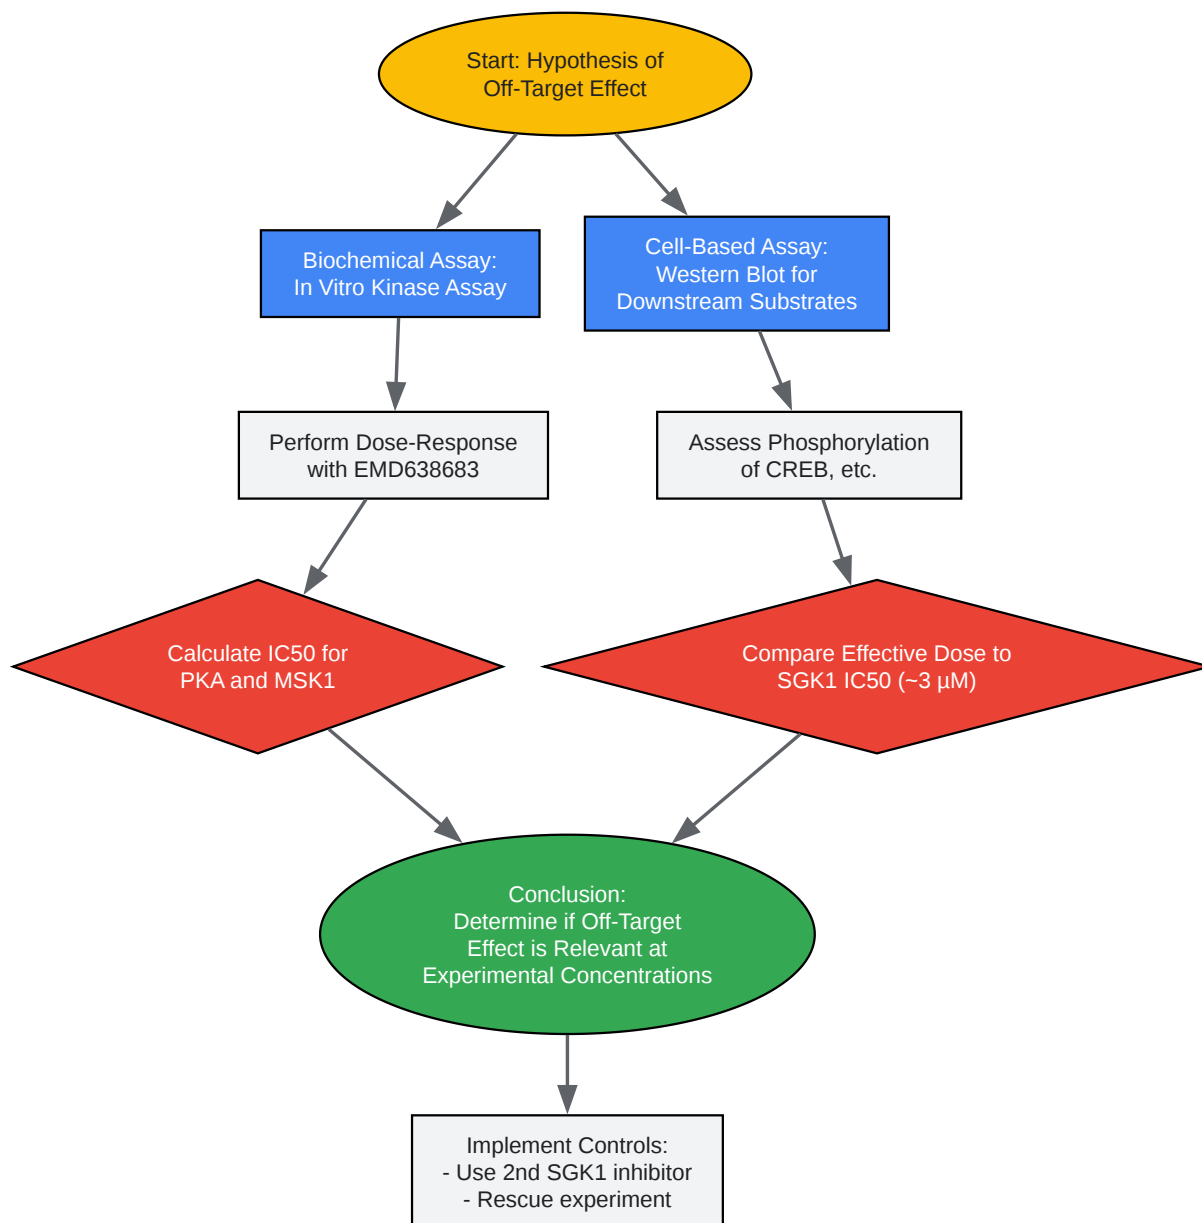 Start: Hypothesis of
Off-Target Effect
Biochemical Assay:
In Vitro Kinase Assay
Cell-Based Assay:
Western Blot for
Downstream Substrates
Perform Dose-Response
with EMD638683
Assess Phosphorylation
of CREB, etc.
Calculate IC50 for
PKA and MSK1
Compare Effective Dose to
SGK1 IC50 (~3 µM)
Conclusion:
Determine if Off-Target
Effect is Relevant at
Experimental Concentrations
Implement Controls:
- Use 2nd SGK1 inhibitor
- Rescue experiment